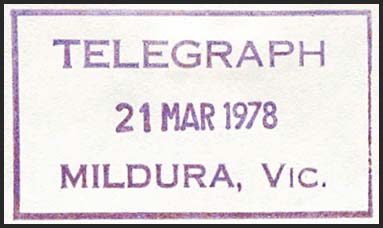 TELEGRAPH
21 MAR 1978
MILDURA, VIC.